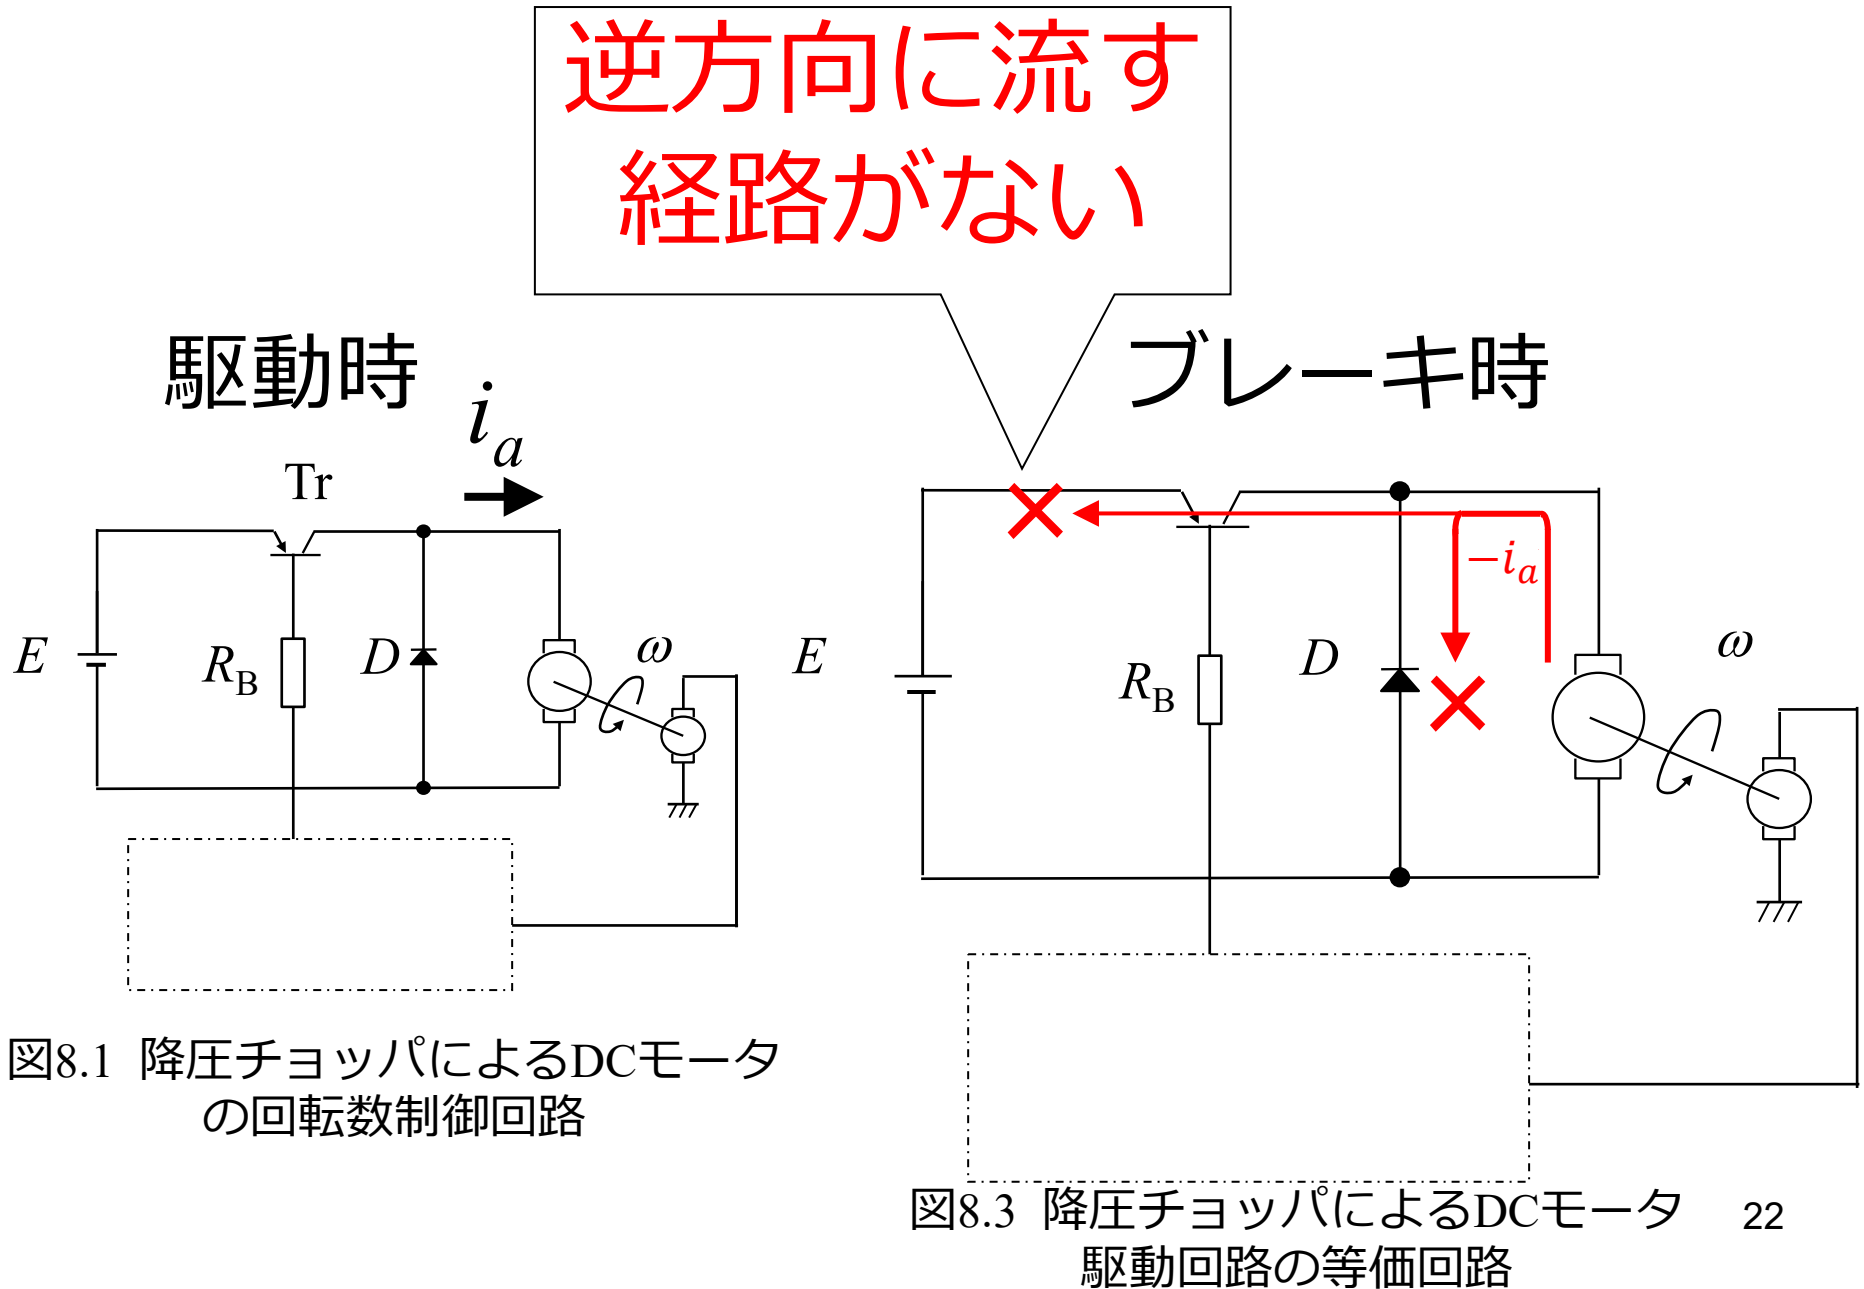 逆方向に流す
経路がない
駆動時
ブレーキ時
i_a
Tr
E
R_B
D
ω
−i_a
E
R_B
D
ω
図8.1 降圧チョッパによるDCモータ
の回転数制御回路
図8.3 降圧チョッパによるDCモータ
駆動回路の等価回路
22